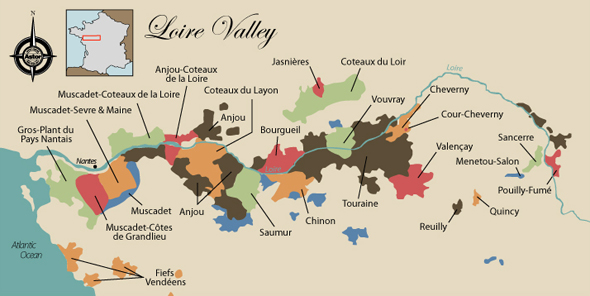 Loire Valley
N
Astor
Jasnières
Coteaux du Loir
Loire
Anjou-Coteaux
de la Loire
Coteaux du Layon
Muscadet-Coteaux de la Loire
Vouvray
Cheverny
Muscadet-Sevre & Maine
Anjou
Cour-Cheverny
Gros-Plant du
Pays Nantais
Bourgueil
Valençay
Sancerre
Nantes
Menetou-Salon
Loire
Pouilly-Fumé
Muscadet
Anjou
Chinon
Touraine
Quincy
Reuilly
Muscadet-Côtes
de Grandlieu
Saumur
Atlantic
Ocean
Fiefs
Vendéens